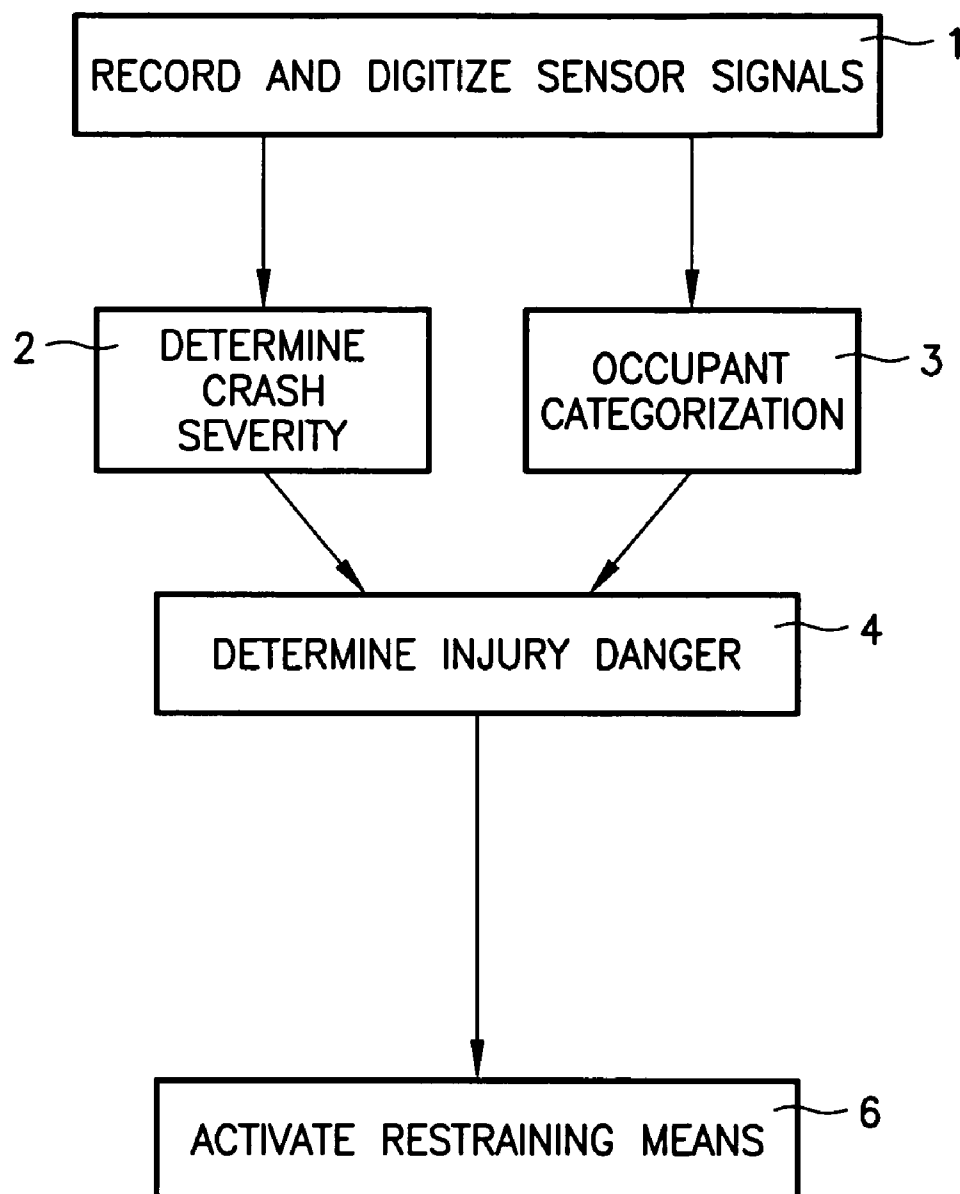 RECORD AND DIGITIZE SENSOR SIGNALS
1
2
DETERMINE
CRASH
SEVERITY
OCCUPANT
CATEGORIZATION
3
DETERMINE INJURY DANGER
4
ACTIVATE RESTRAINING MEANS
6